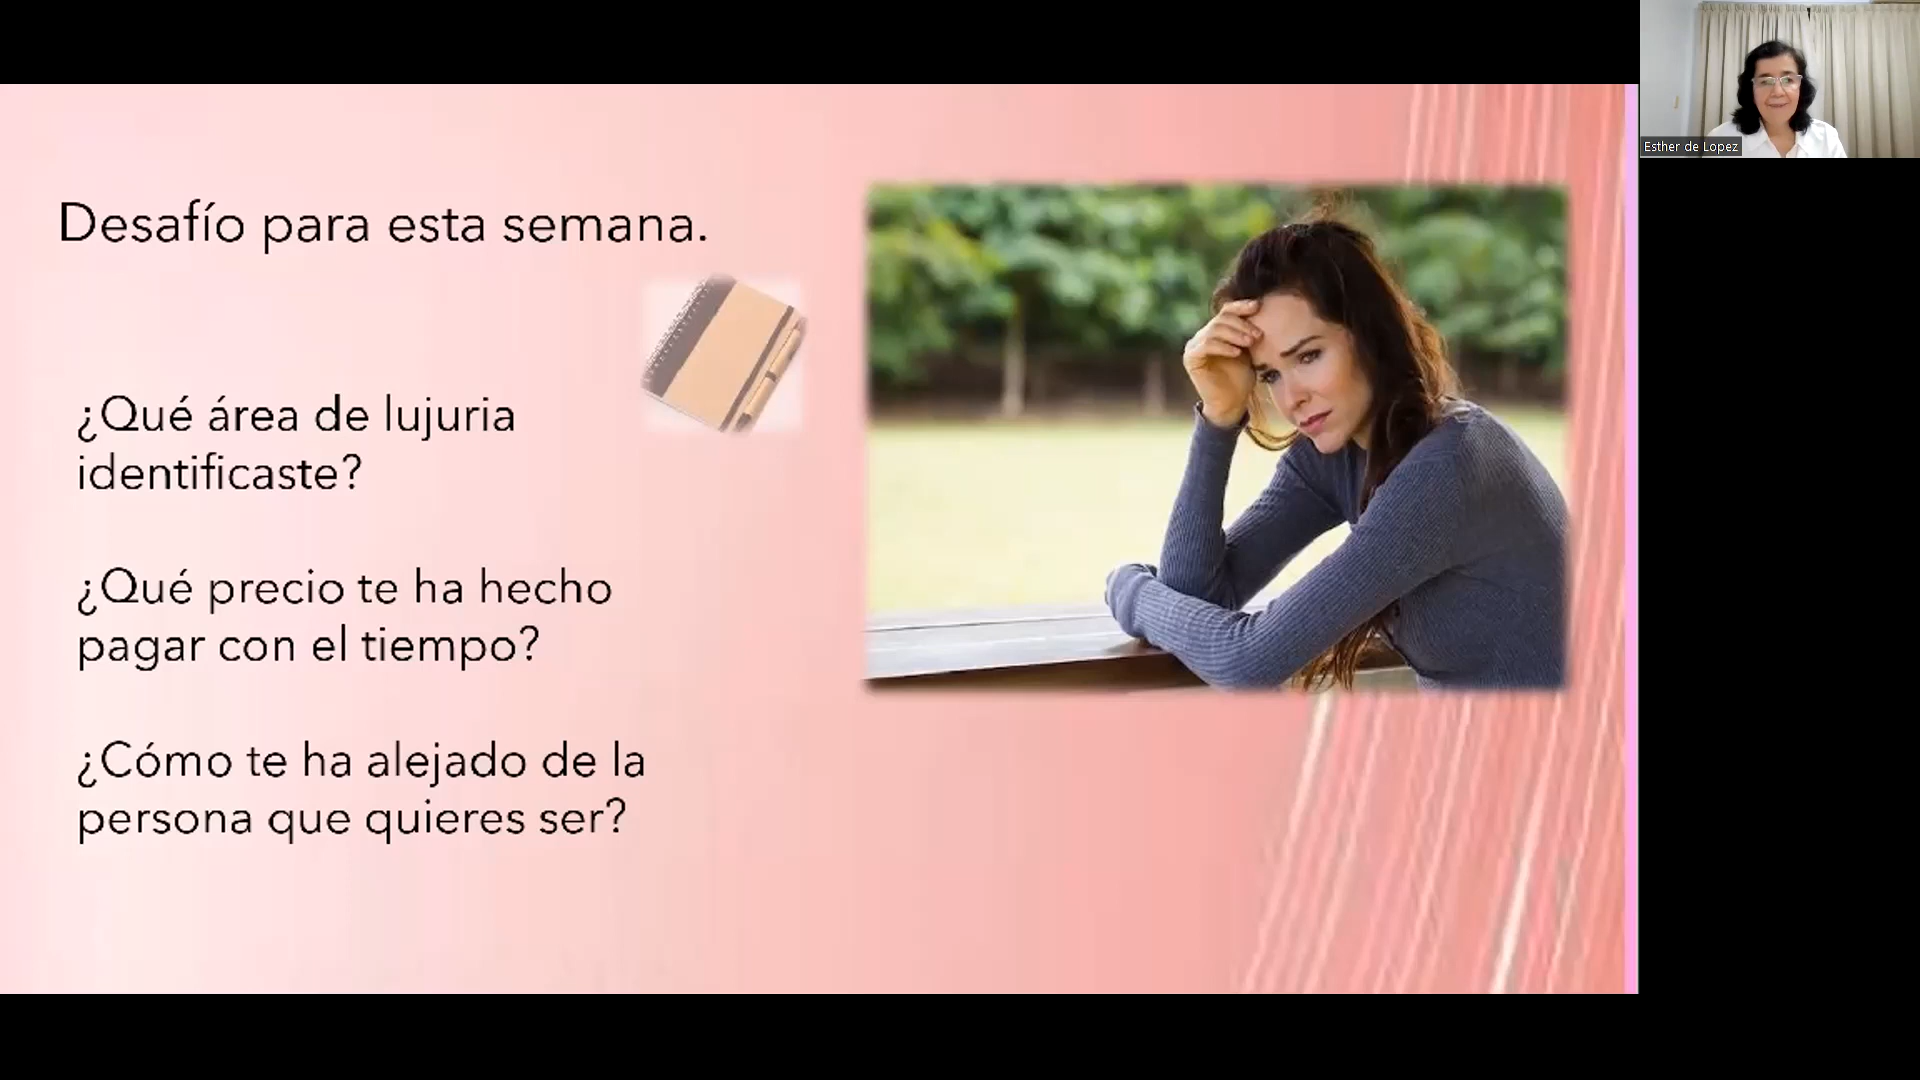 Desafío para esta semana.
¿Qué área de lujuria
identificaste?
¿Qué precio te ha hecho
pagar con el tiempo?
¿Cómo te ha alejado de la
persona que quieres ser?
Esther de Lopez